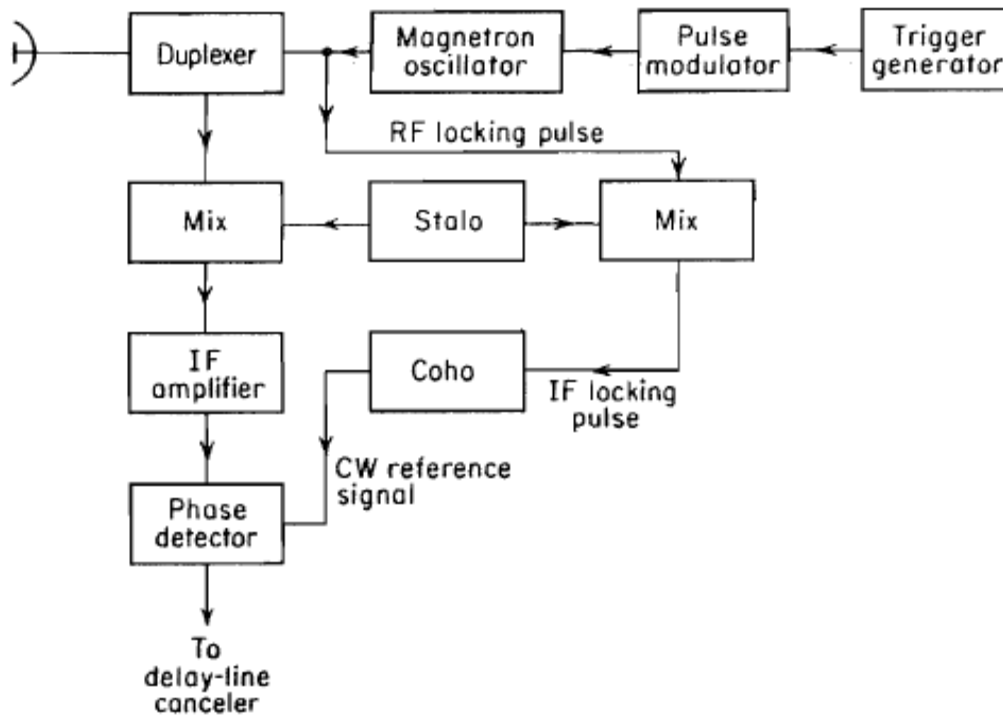 Duplexer
Magnetron
oscillator
Pulse
modulator
Trigger
generator
RF locking pulse
Mix
Stalo
Mix
IF
amplifier
Coho
IF locking
pulse
CW reference
signal
Phase
detector
To
delay-line
canceler